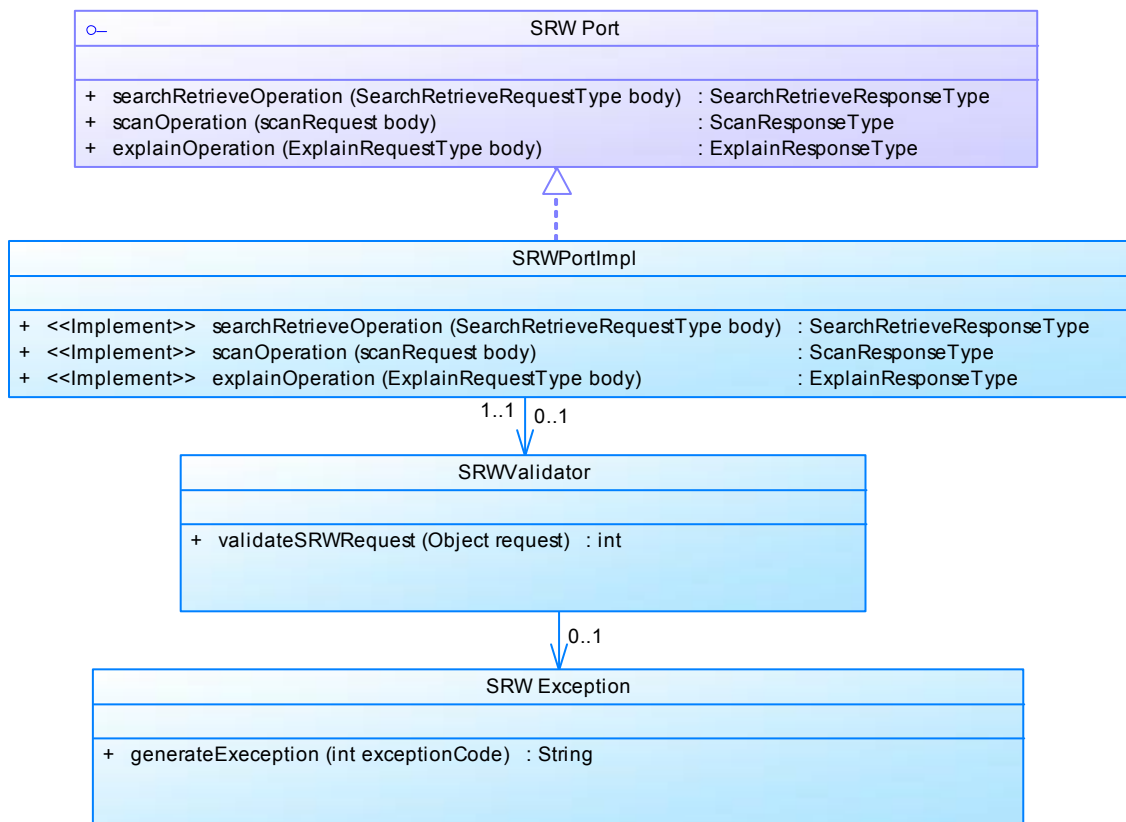 SRW Port
+ searchRetrieveOperation (SearchRetrieveRequestType body) : SearchRetrieveResponseType
+ scanOperation (scanRequest body) : ScanResponseType
+ explainOperation (ExplainRequestType body) : ExplainResponseType
SRWPortImpl
+ <<Implement>> searchRetrieveOperation (SearchRetrieveRequestType body) : SearchRetrieveResponseType
+ <<Implement>> scanOperation (scanRequest body) : ScanResponseType
+ <<Implement>> explainOperation (ExplainRequestType body) : ExplainResponseType
1..1 0..1
SRWValidator
+ validateSRWRequest (Object request) : int
0..1
SRW Exception
+ generateExeception (int exceptionCode) : String